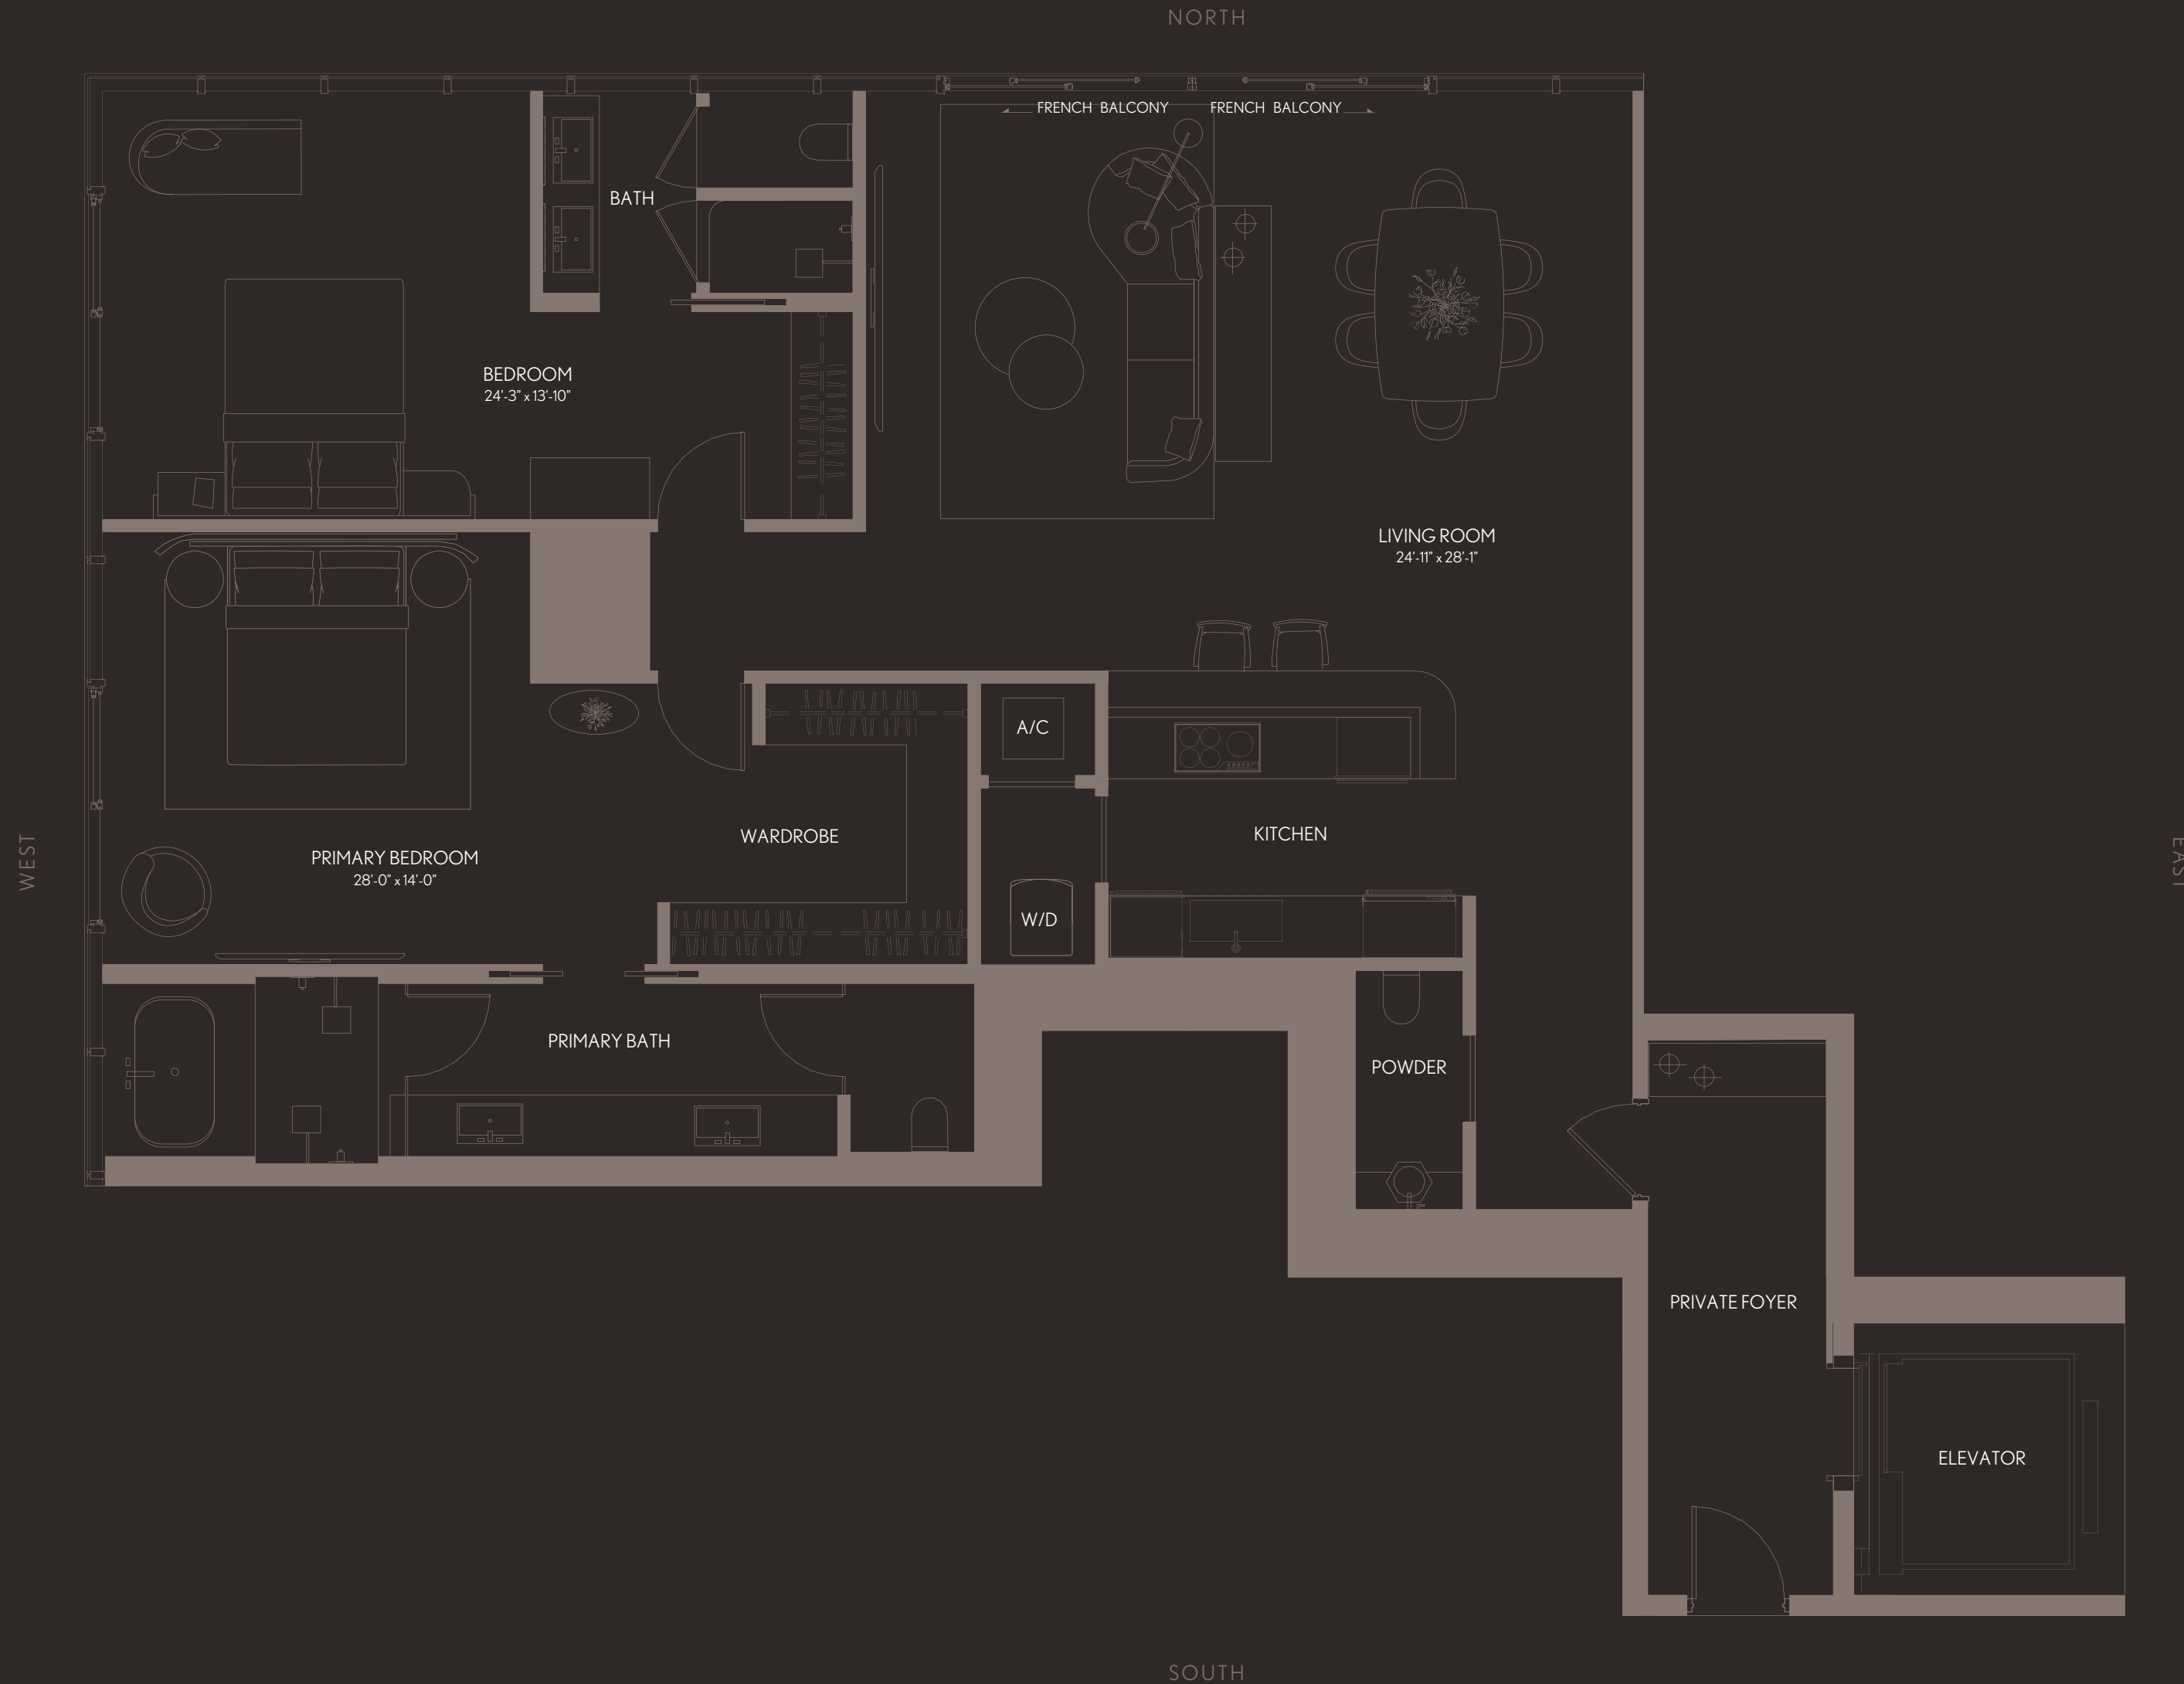 NORTH
FRENCH BALCONY
FRENCH BALCONY
BATH
BEDROOM
24'-3" x 13'-10"
LIVING ROOM
24'-11" x 28'-1"
A/C
WARDROBE
KITCHEN
WEST
EAST
PRIMARY BEDROOM
28'-0" x 14'-0"
W/D
PRIMARY BATH
POWDER
PRIVATE FOYER
ELEVATOR
SOUTH